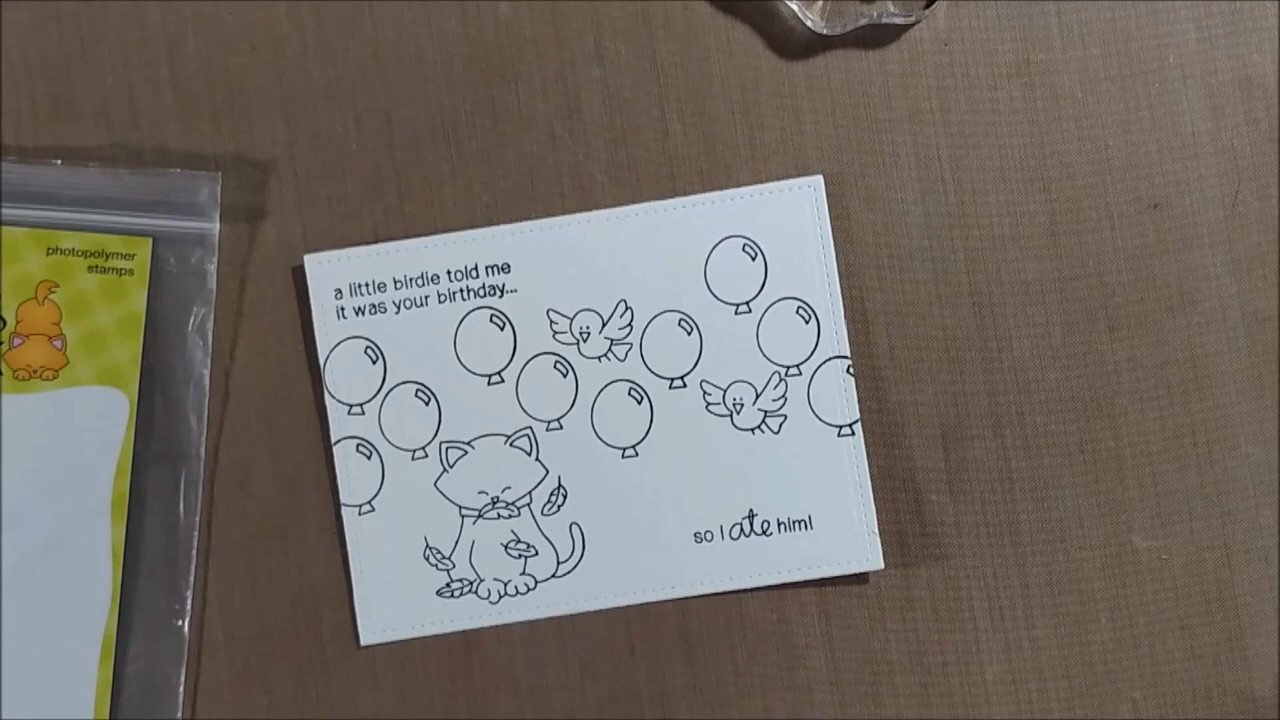 photopolymer
stamps
a little birdie told me
it was your birthday...
so I ate him!